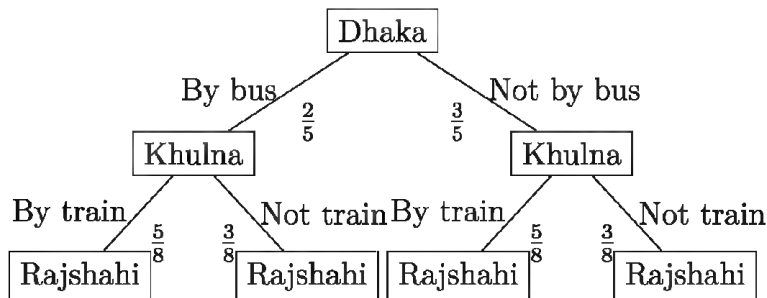 Dhaka
By bus Not by bus
2/5 3/5
Khulna Khulna
By train Not train By train Not train
5/8 3/8 5/8 3/8
Rajshahi Rajshahi Rajshahi Rajshahi